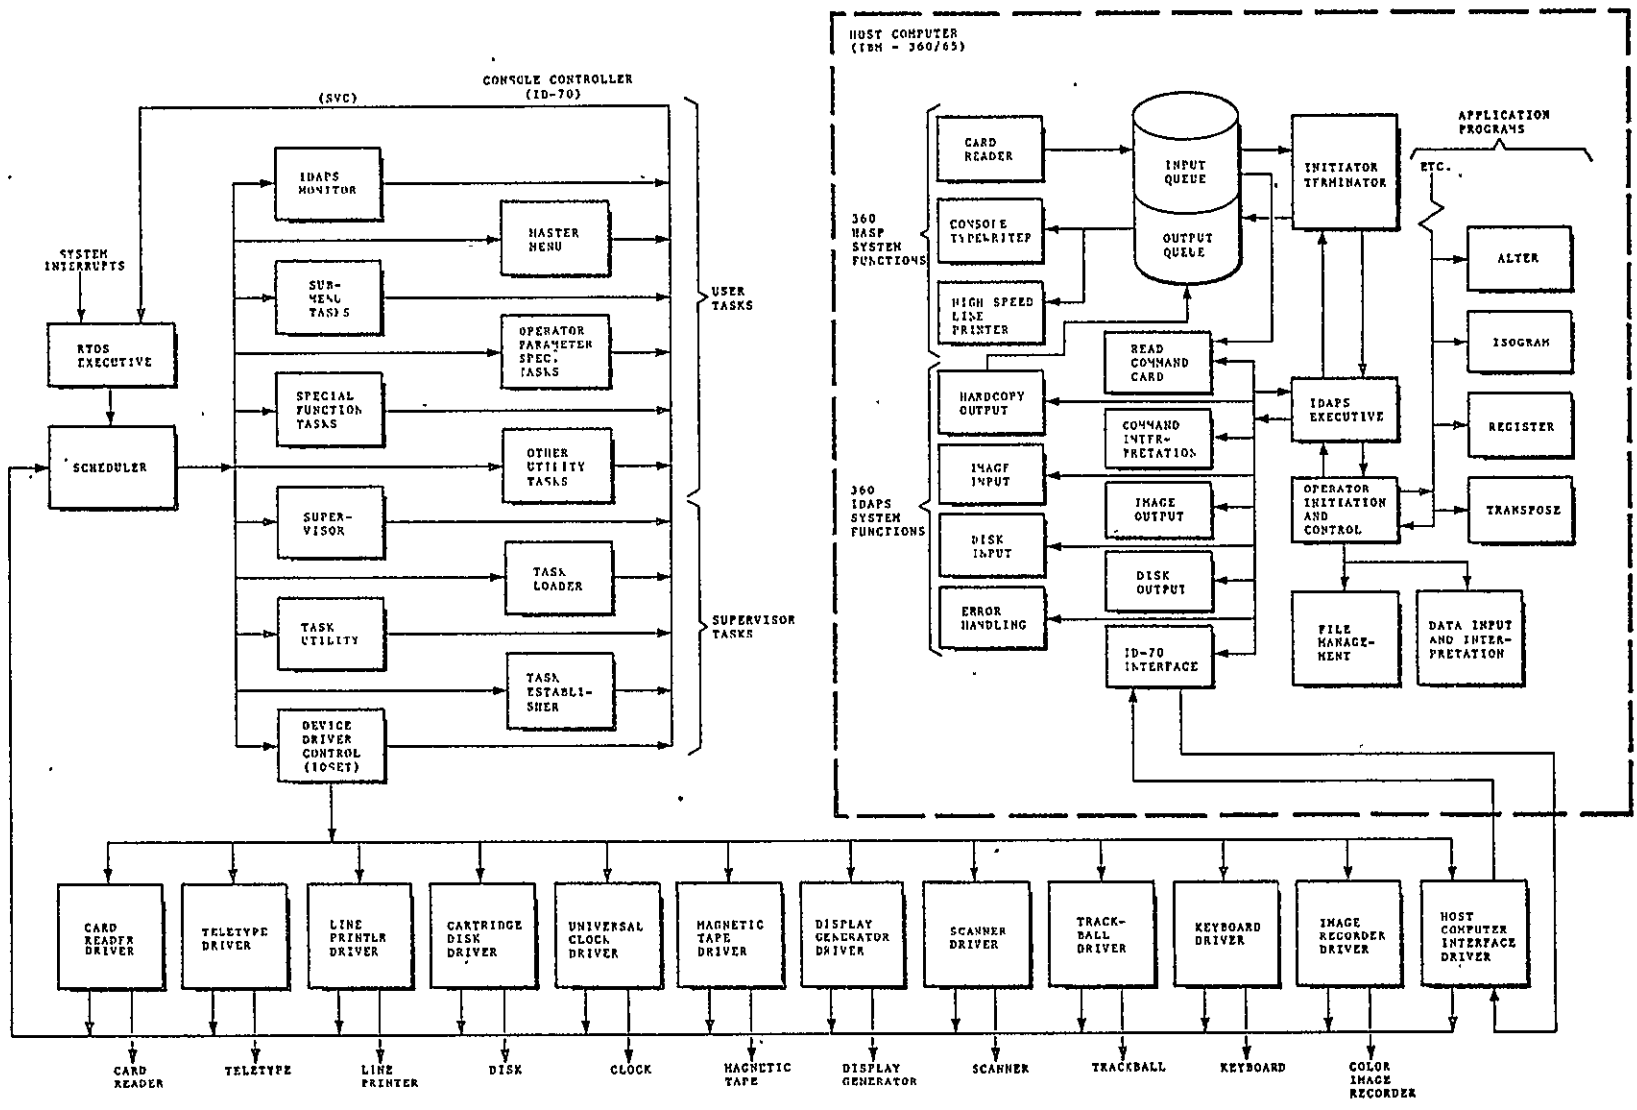 HOST COMPUTER
(IBM - 360/65)
CONSOLE CONTROLLER
(ID-70)
(SVC)
IDAPS
MONITOR
MASTER
MENU
SYSTEM
INTERRUPTS
SUB-
MENU
TASKS
USER
TASKS
RTOS
EXECUTIVE
OPERATOR
PARAMETER
SPEC.
TASKS
SPECIAL
FUNCTION
TASKS
SCHEDULER
OTHER
UTILITY
TASKS
SUPER-
VISOR
TASK
LOADER
SUPERVISOR
TASKS
TASK
UTILITY
TASK
ESTABLI-
SHER
DEVICE
DRIVER
CONTROL
(IOSET)
360
HASP
SYSTEM
FUNCTIONS
CARD
READER
CONSOLE
TYPEWRITER
HIGH SPEED
LINE
PRINTER
INPUT
QUEUE
OUTPUT
QUEUE
INITIATOR
TERMINATOR
APPLICATION
PROGRAMS
ETC.
ALTER
ISOGRAM
REGISTER
TRANSPOSE
360
IDAPS
SYSTEM
FUNCTIONS
HARDCOPY
OUTPUT
IMAGE
INPUT
DISK
INPUT
ERROR
HANDLING
READ
COMMAND
CARD
COMMAND
INTER-
PRETATION
IMAGE
OUTPUT
DISK
OUTPUT
ID-70
INTERFACE
IDAPS
EXECUTIVE
OPERATOR
INITIATION
AND
CONTROL
FILE
MANAGE-
MENT
DATA INPUT
AND INTER-
PRETATION
CARD
READER
DRIVER
TELETYPE
DRIVER
LINE
PRINTER
DRIVER
CARTRIDGE
DISK
DRIVER
UNIVERSAL
CLOCK
DRIVER
MAGNETIC
TAPE
DRIVER
DISPLAY
GENERATOR
DRIVER
SCANNER
DRIVER
TRACK-
BALL
DRIVER
KEYBOARD
DRIVER
IMAGE
RECORDER
DRIVER
HOST
COMPUTER
INTERFACE
DRIVER
CARD
READER
TELETYPE
LINE
PRINTER
DISK
CLOCK
MAGNETIC
TAPE
DISPLAY
GENERATOR
SCANNER
TRACKBALL
KEYBOARD
COLOR
IMAGE
RECORDER